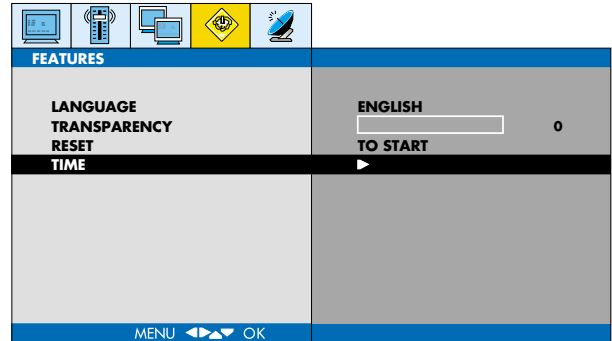 FEATURES
LANGUAGE ENGLISH
TRANSPARENCY 0
RESET TO START
TIME
MENU OK